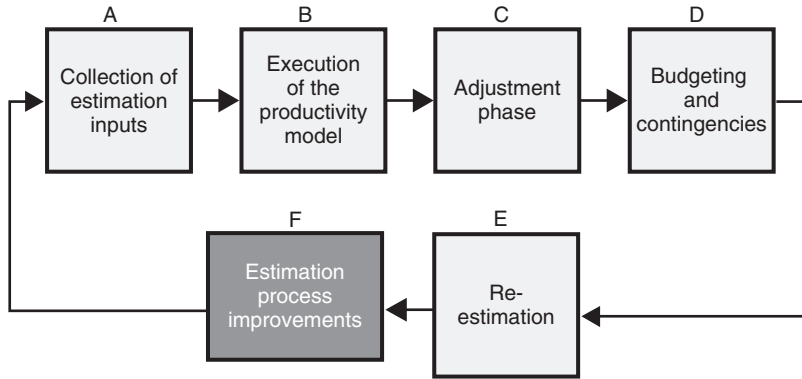 A
Collection of
estimation
inputs
B
Execution
of the
productivity
model
C
Adjustment
phase
D
Budgeting
and
contingencies
E
Re-
estimation
F
Estimation
process
improvements